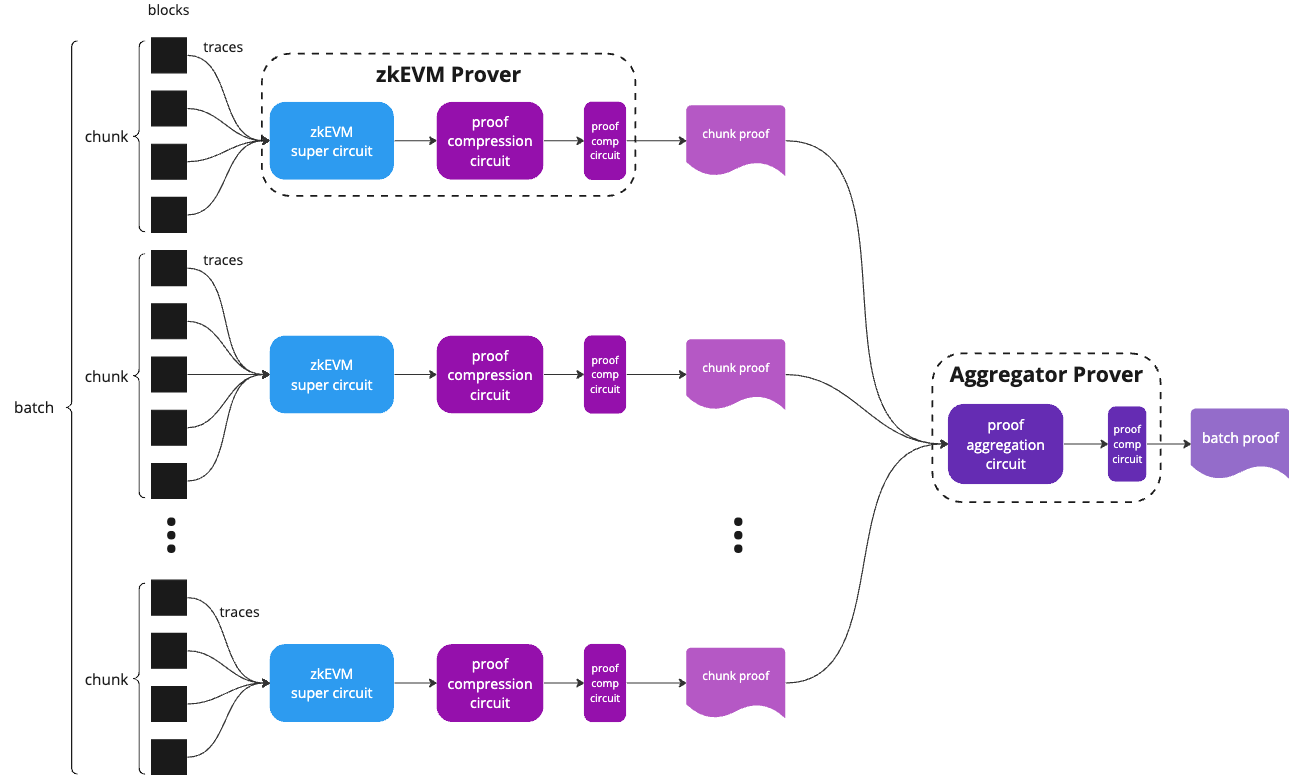 blocks
traces
chunk
zkEVM Prover
zkEVM
super circuit
proof
compression
circuit
proof
comp
circuit
chunk proof
traces
chunk
zkEVM
super circuit
proof
compression
circuit
proof
comp
circuit
chunk proof
batch
Aggregator Prover
proof
aggregation
circuit
proof
comp
circuit
batch proof
traces
chunk
zkEVM
super circuit
proof
compression
circuit
proof
comp
circuit
chunk proof